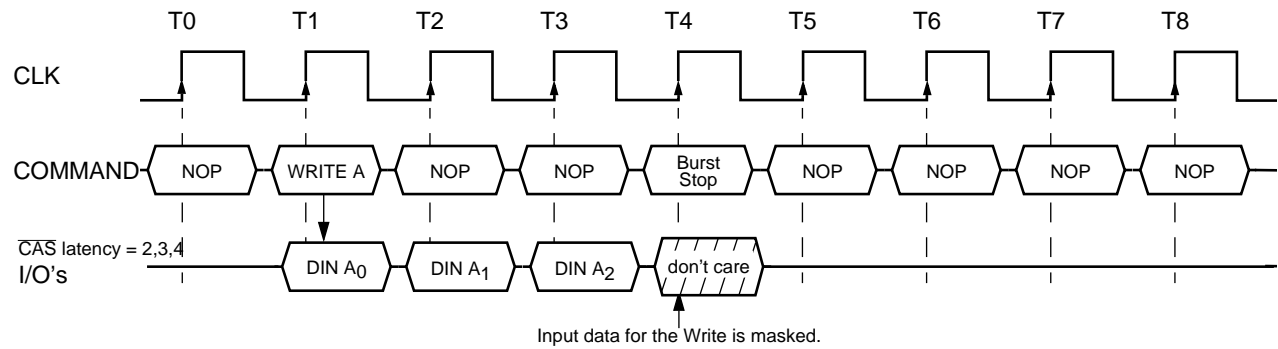 T0 T1 T2 T3 T4 T5 T6 T7 T8
CLK
COMMAND NOP WRITE A NOP NOP Burst Stop NOP NOP NOP NOP
CAS latency = 2,3,4
I/O's DIN A0 DIN A1 DIN A2 don't care
Input data for the Write is masked.